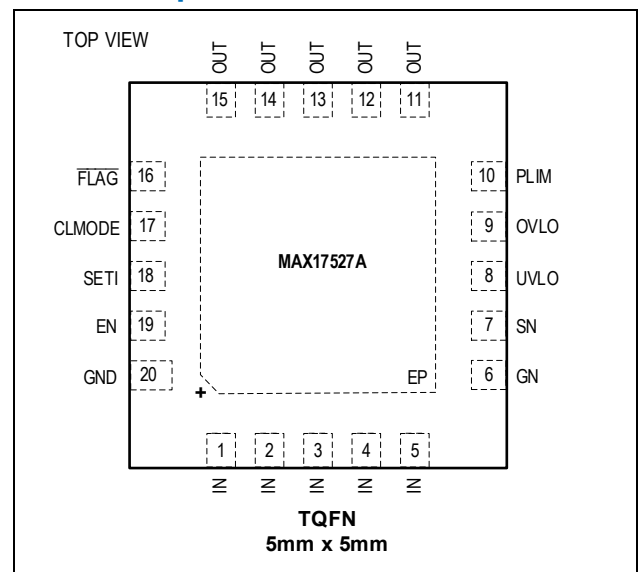 TOP VIEW
OUT OUT OUT OUT OUT
15 14 13 12 11
FLAG 16
10 PLIM
CLMODE 17
9 OVLO
MAX17527A
SETI 18
8 UVLO
EN 19
7 SN
GND 20
EP
6 GN
+
1 2 3 4 5
IN IN IN IN IN
TQFN
5mm x 5mm